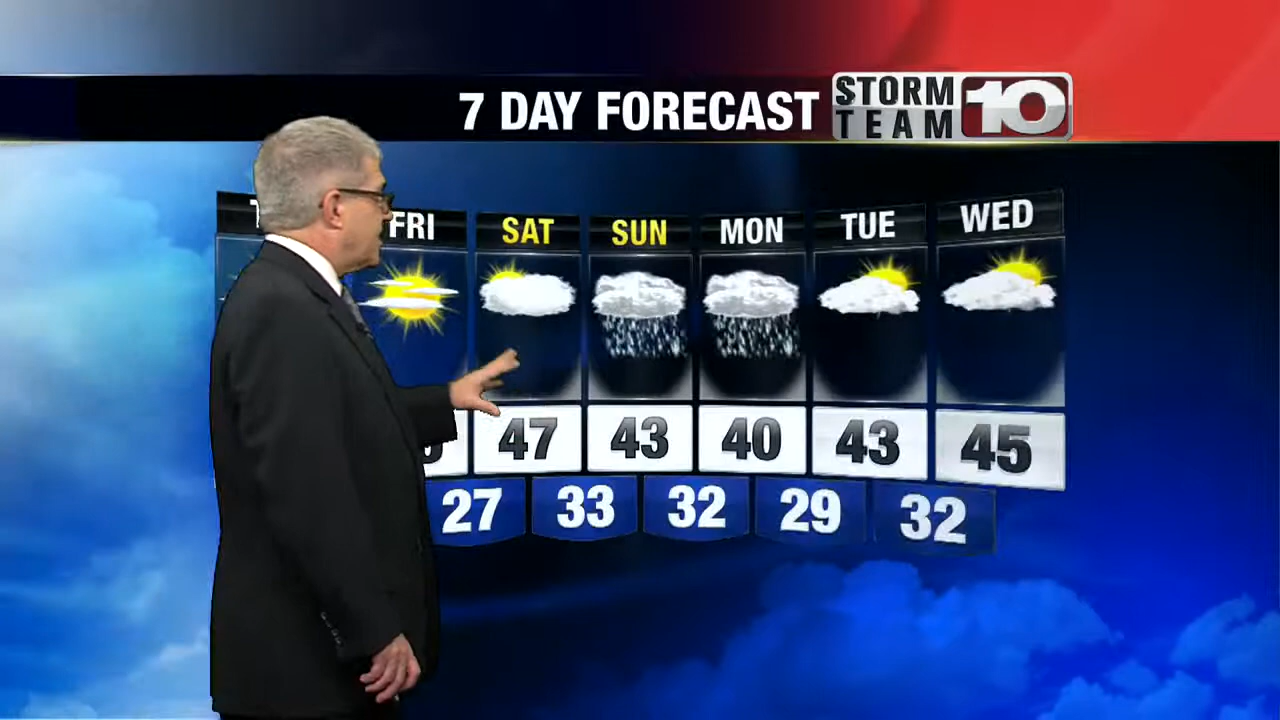 7 DAY FORECAST
STORM TEAM 10
FRI SAT SUN MON TUE WED
47 43 40 43 45
27 33 32 29 32